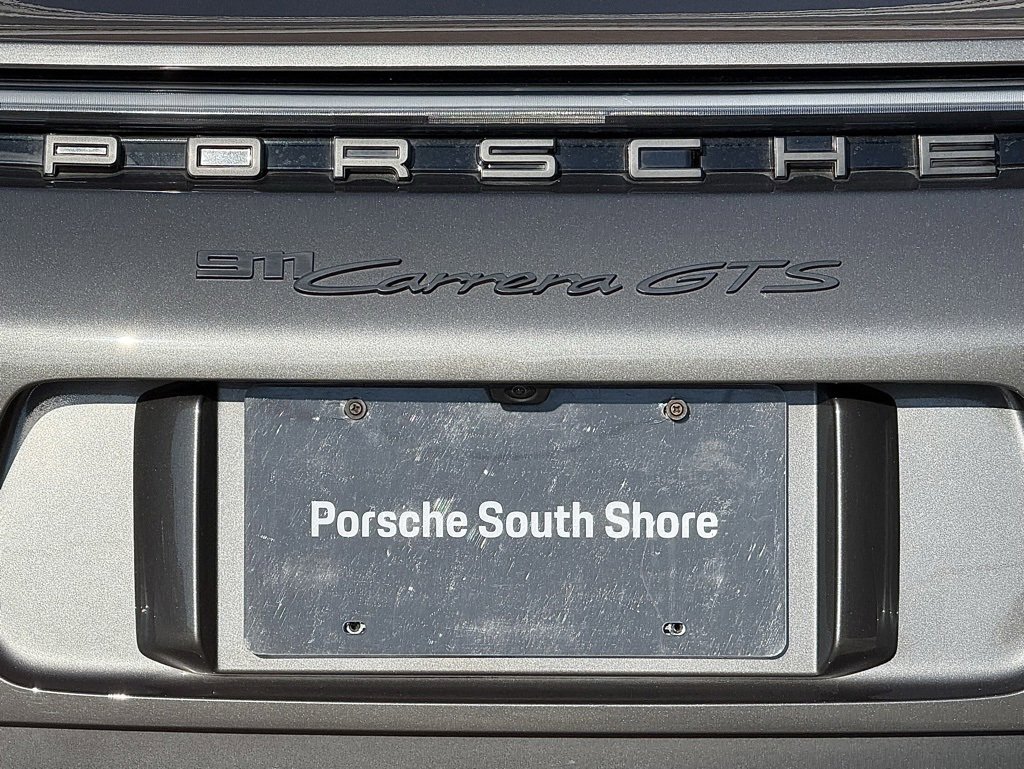 PORSCHE
911 Carrera GTS
Porsche South Shore